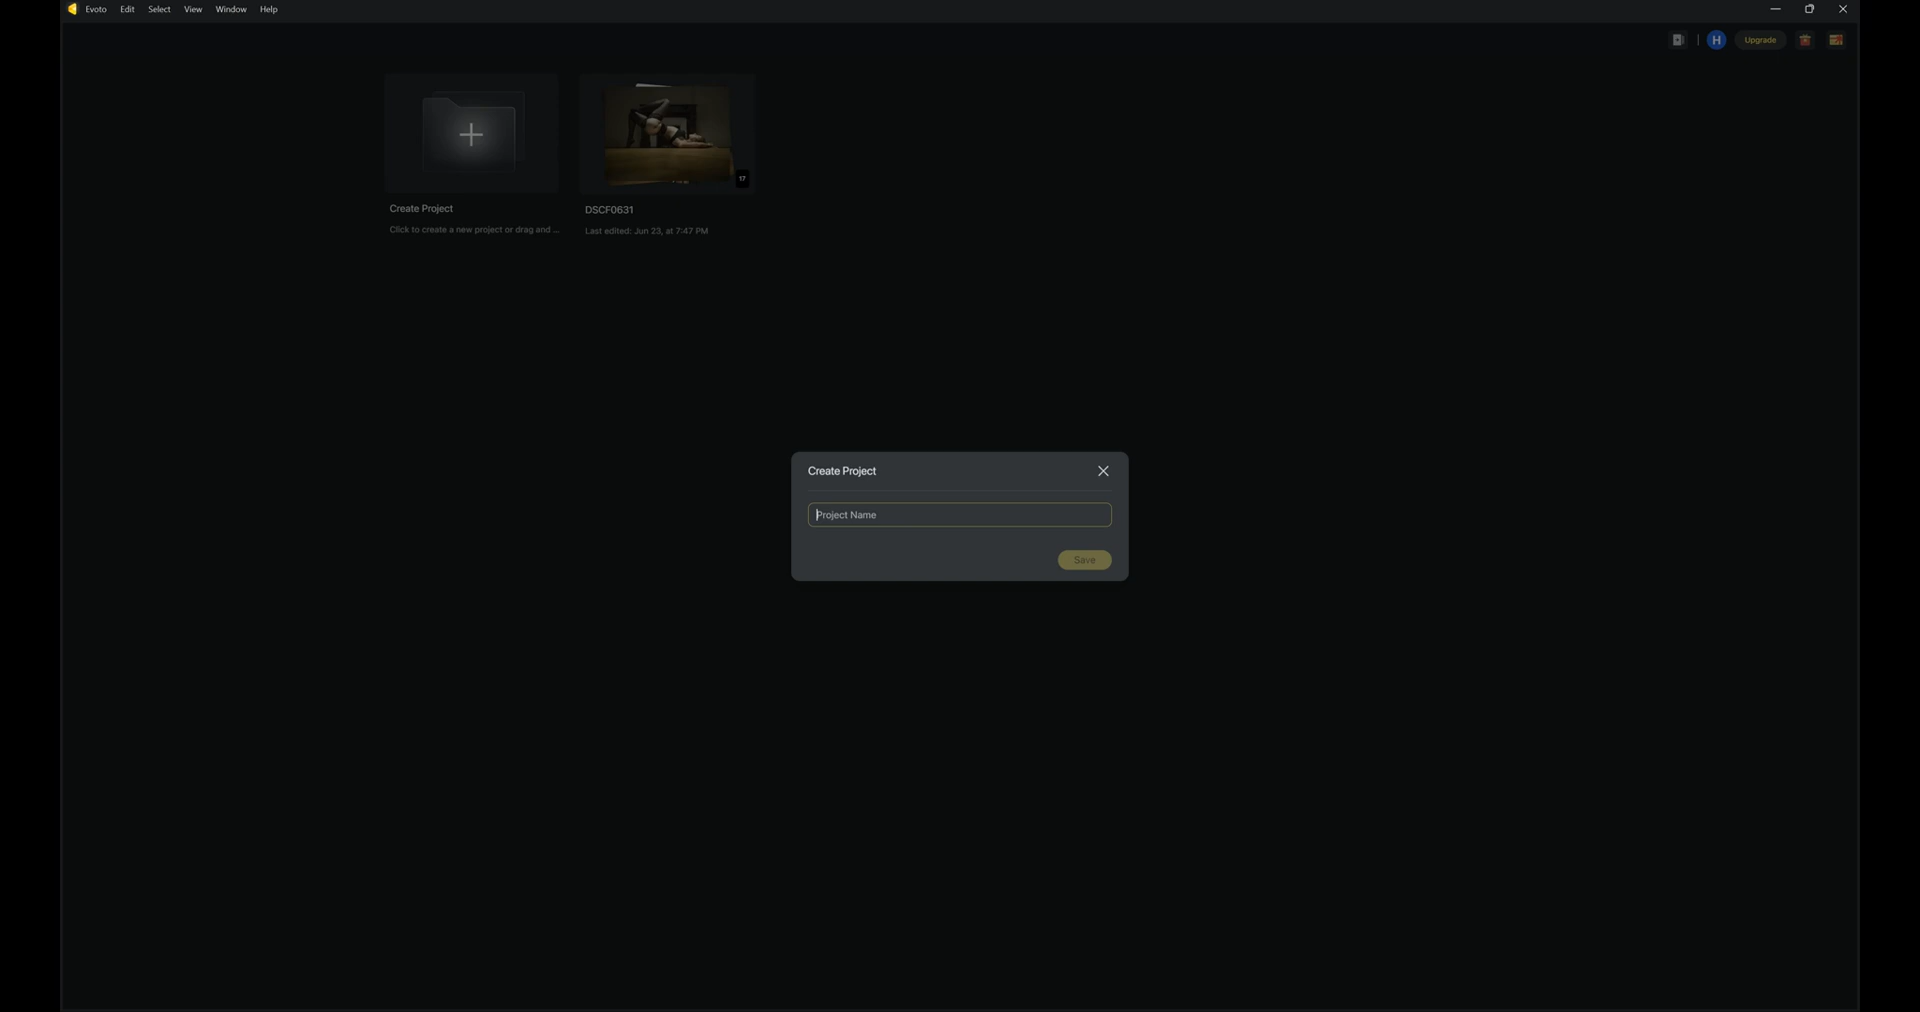 Evoto Edit Select View Window Help
H Upgrade
17
Create Project
Click to create a new project or drag and ...
DSCF0631
Last edited: Jun 23, at 7:47 PM
Create Project
Project Name
Save